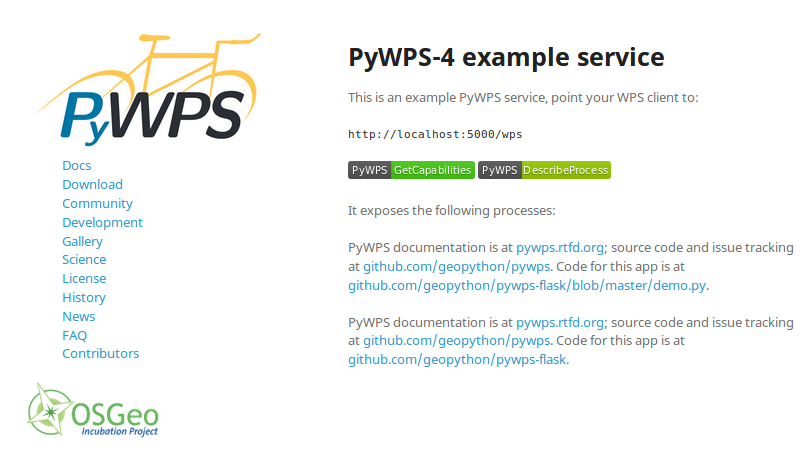 PyWPS
Docs
Download
Community
Development
Gallery
Science
License
History
News
FAQ
Contributors
OSGeo
Incubation Project
PyWPS-4 example service
This is an example PyWPS service, point your WPS client to:
http://localhost:5000/wps
PyWPS GetCapabilities PyWPS DescribeProcess
It exposes the following processes:
PyWPS documentation is at pywps.rtfd.org; source code and issue tracking
at github.com/geopython/pywps. Code for this app is at
github.com/geopython/pywps-flask/blob/master/demo.py.
PyWPS documentation is at pywps.rtfd.org; source code and issue tracking
at github.com/geopython/pywps. Code for this app is at
github.com/geopython/pywps-flask.